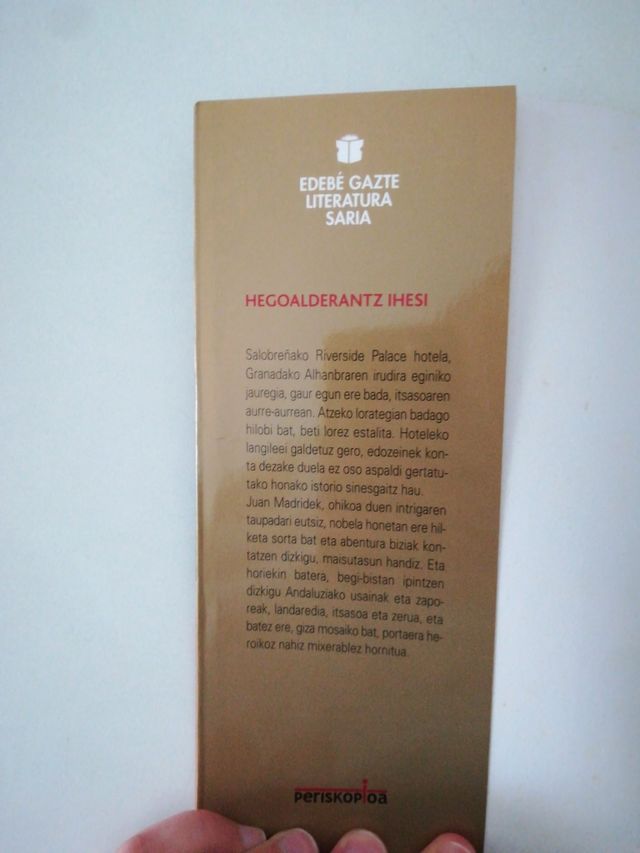 EDEBÉ GAZTE
LITERATURA
SARIA
HEGOALDERANTZ IHESI
Salobreñako Riverside Palace hotela,
Granadako Alhanbraren irudira eginiko
jauregia, gaur egun ere bada, itsasoaren
aurre-aurrean. Atzeko lorategian badago
hilobi bat, beti lorez estalita. Hoteleko
langileei galdetuz gero, edozeinek kon-
ta dezake duela ez oso aspaldi gertatu-
tako honako istorio sinesgaitz hau.
Juan Madridek, ohikoa duen intrigaren
taupadari eutsiz, nobela honetan ere hil-
keta sorta bat eta abentura biziak kon-
tatzen dizkigu, maisutasun handiz. Eta
horiekin batera, begi-bistan ipintzen
dizkigu Andaluziako usainak eta zapo-
reak, landaredia, itsasoa eta zerua, eta
batez ere, giza mosaiko bat, portaera he-
roikoz nahiz mixerablez hornitua.
PERISKOPIOA